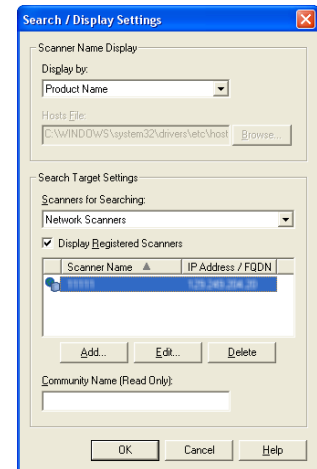 Search / Display Settings
Scanner Name Display
Display by:
Product Name
Hosts File:
C:\WINDOWS\system32\drivers\etc\host Browse...
Search Target Settings
Scanners for Searching:
Network Scanners
Display Registered Scanners
Scanner Name IP Address / FQDN
Add... Edit... Delete
Community Name (Read Only):
OK Cancel Help